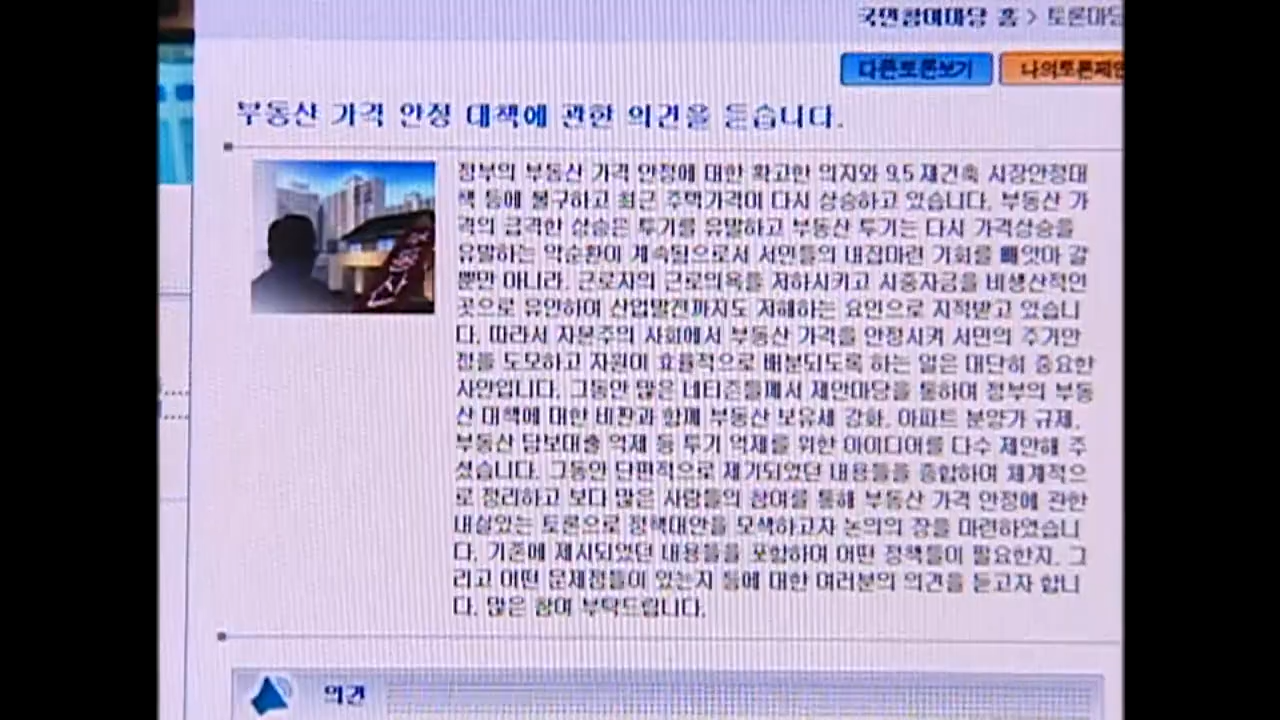 국민참여마당 홈 > 토론마당
다른토론보기
나의토론제안
부동산 가격 안정 대책에 관한 의견을 듣습니다.
정부의 부동산 가격 안정에 대한 확고한 의지와 9.5 재건축 시장안정대
책 등에 불구하고 최근 주택가격이 다시 상승하고 있습니다. 부동산 가
격의 급격한 상승은 투기를 유발하고 부동산 투기는 다시 가격상승을
유발하는 악순환이 계속됨으로서 서민들의 내집마련 기회를 빼앗아 갈
뿐만 아니라, 근로자의 근로의욕을 저하시키고 시중자금을 비생산적인
곳으로 유인하여 산업발전까지도 저해하는 요인으로 지적받고 있습니
다. 따라서 자본주의 사회에서 부동산 가격을 안정시켜 서민의 주거안
정을 도모하고 자원이 효율적으로 배분되도록 하는 일은 대단히 중요한
사안입니다. 그동안 많은 네티즌들께서 제안마당을 통하여 정부의 부동
산 대책에 대한 비판과 함께 부동산 보유세 강화, 아파트 분양가 규제,
부동산 담보대출 억제 등 투기 억제를 위한 아이디어를 다수 제안해 주
셨습니다. 그동안 단편적으로 제기되었던 내용들을 종합하여 체계적으
로 정리하고 보다 많은 사람들의 참여를 통해 부동산 가격 안정에 관한
내실있는 토론으로 정책대안을 모색하고자 논의의 장을 마련하였습니
다. 기존에 제시되었던 내용들을 포함하여 어떤 정책들이 필요한지, 그
리고 어떤 문제점들이 있는지 등에 대한 여러분의 의견을 듣고자 합니
다. 많은 참여 부탁드립니다.
의견